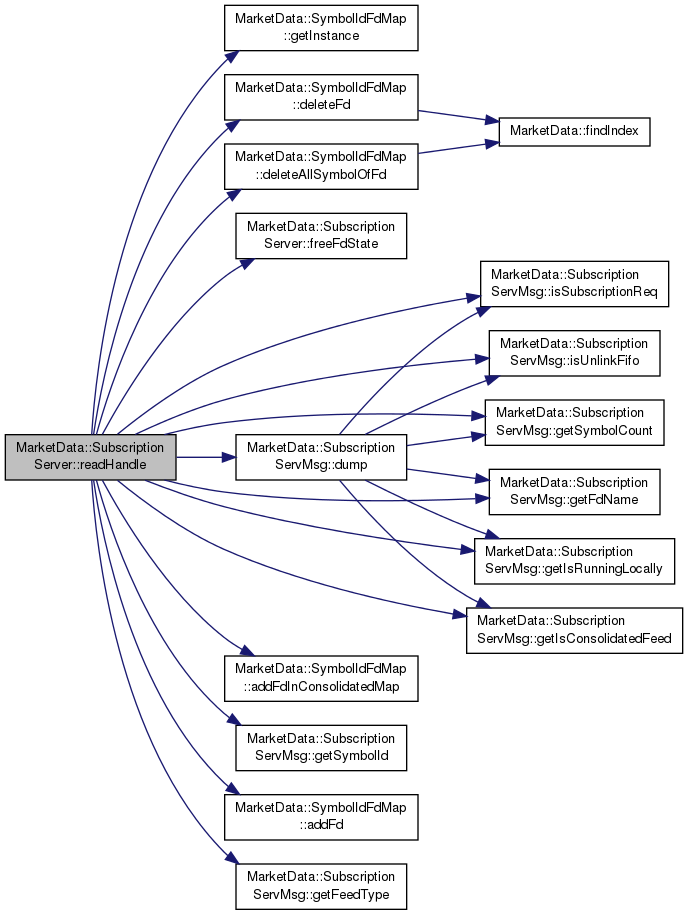 MarketData::SymbolIdFdMap
::getInstance
MarketData::SymbolIdFdMap
::deleteFd
MarketData::findIndex
MarketData::SymbolIdFdMap
::deleteAllSymbolOfFd
MarketData::Subscription
Server::freeFdState
MarketData::Subscription
ServMsg::isSubscriptionReq
MarketData::Subscription
ServMsg::isUnlinkFifo
MarketData::Subscription
ServMsg::getSymbolCount
MarketData::Subscription
Server::readHandle
MarketData::Subscription
ServMsg::dump
MarketData::Subscription
ServMsg::getFdName
MarketData::Subscription
ServMsg::getIsRunningLocally
MarketData::Subscription
ServMsg::getIsConsolidatedFeed
MarketData::SymbolIdFdMap
::addFdInConsolidatedMap
MarketData::Subscription
ServMsg::getSymbolId
MarketData::SymbolIdFdMap
::addFd
MarketData::Subscription
ServMsg::getFeedType